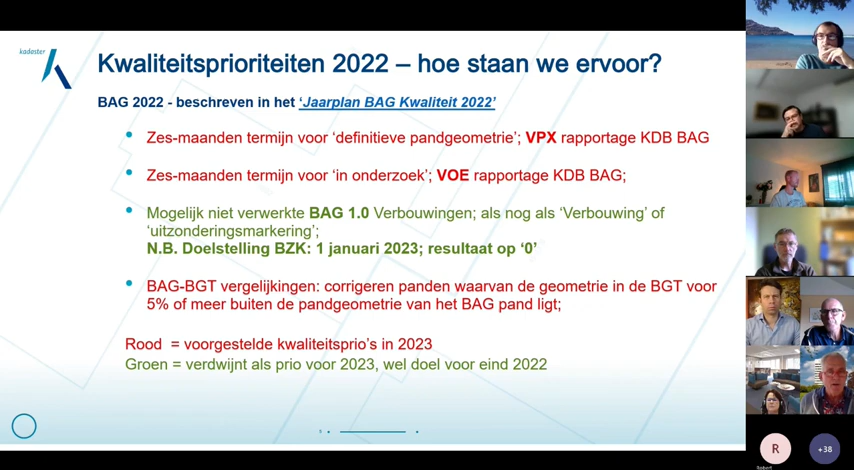 kadaster
Kwaliteitsprioriteiten 2022 – hoe staan we ervoor?
BAG 2022 - beschreven in het ‘Jaarplan BAG Kwaliteit 2022’
Zes-maanden termijn voor ‘definitieve pandgeometrie’; VPX rapportage KDB BAG
Zes-maanden termijn voor ‘in onderzoek’; VOE rapportage KDB BAG;
Mogelijk niet verwerkte BAG 1.0 Verbouwingen; als nog als ‘Verbouwing’ of
‘uitzonderingsmarkering’;
N.B. Doelstelling BZK: 1 januari 2023; resultaat op ‘0’
BAG-BGT vergelijkingen: corrigeren panden waarvan de geometrie in de BGT voor
5% of meer buiten de pandgeometrie van het BAG pand ligt;
Rood = voorgestelde kwaliteitsprio’s in 2023
Groen = verdwijnt als prio voor 2023, wel doel voor eind 2022
R
+38